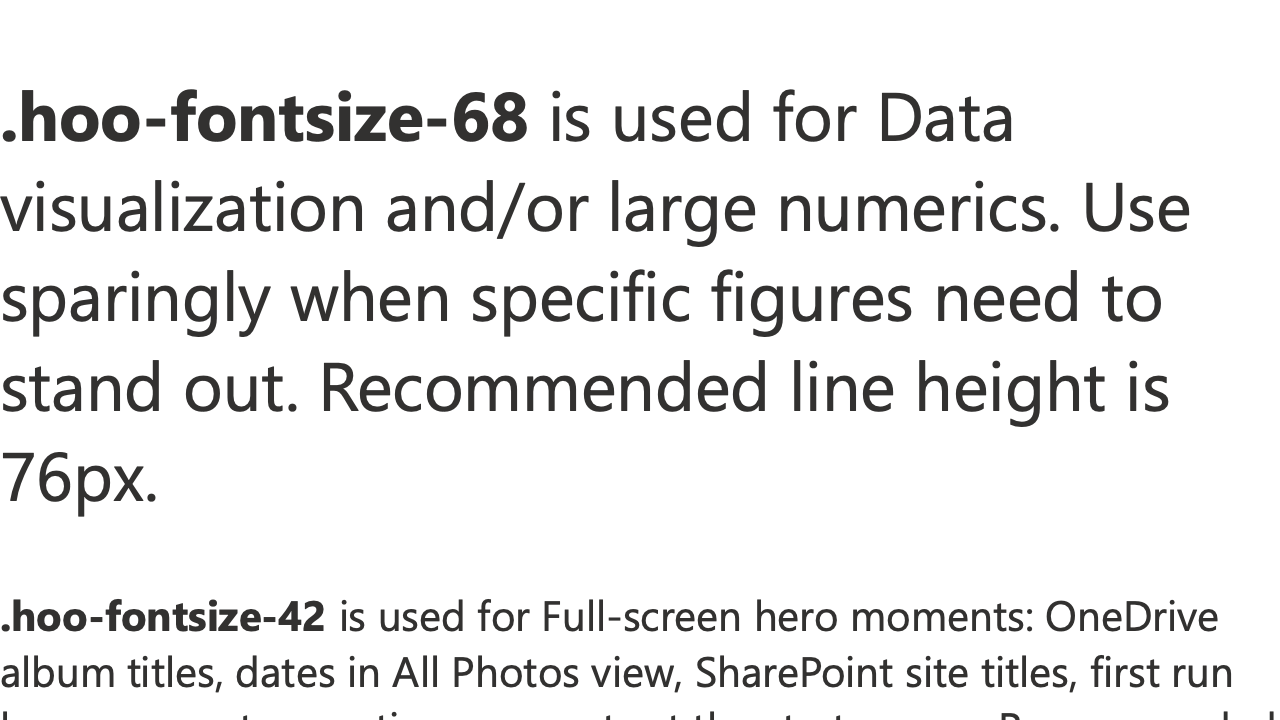 .hoo-fontsize-68 is used for Data
visualization and/or large numerics. Use
sparingly when specific figures need to
stand out. Recommended line height is
76px.
.hoo-fontsize-42 is used for Full-screen hero moments: OneDrive
album titles, dates in All Photos view, SharePoint site titles, first run